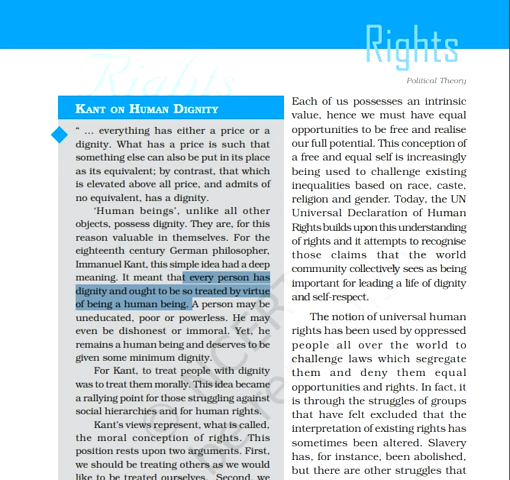 Rights
Rights
Political Theory
KANT ON HUMAN DIGNITY
“ … everything has either a price or a
dignity. What has a price is such that
something else can also be put in its place
as its equivalent; by contrast, that which
is elevated above all price, and admits of
no equivalent, has a dignity.
‘Human beings’, unlike all other
objects, possess dignity. They are, for this
reason valuable in themselves. For the
eighteenth century German philosopher,
Immanuel Kant, this simple idea had a deep
meaning. It meant that every person has
dignity and ought to be so treated by virtue
of being a human being. A person may be
uneducated, poor or powerless. He may
even be dishonest or immoral. Yet, he
remains a human being and deserves to be
given some minimum dignity.
For Kant, to treat people with dignity
was to treat them morally. This idea became
a rallying point for those struggling against
social hierarchies and for human rights.
Kant’s views represent, what is called,
the moral conception of rights. This
position rests upon two arguments. First,
we should be treating others as we would
like to be treated ourselves. Second, we
Each of us possesses an intrinsic
value, hence we must have equal
opportunities to be free and realise
our full potential. This conception of
a free and equal self is increasingly
being used to challenge existing
inequalities based on race, caste,
religion and gender. Today, the UN
Universal Declaration of Human
Rights builds upon this understanding
of rights and it attempts to recognise
those claims that the world
community collectively sees as being
important for leading a life of dignity
and self-respect.
The notion of universal human
rights has been used by oppressed
people all over the world to
challenge laws which segregate
them and deny them equal
opportunities and rights. In fact, it
is through the struggles of groups
that have felt excluded that the
interpretation of existing rights has
sometimes been altered. Slavery
has, for instance, been abolished,
but there are other struggles that
© NCERT